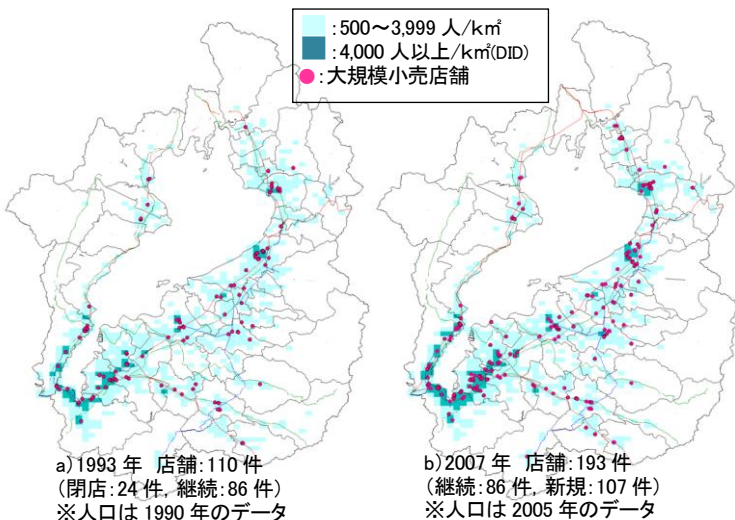 :500～3,999 人/k㎡
:4,000 人以上/k㎡(DID)
:大規模小売店舗
a)1993 年 店舗:110 件
(閉店:24 件, 継続:86 件)
※人口は 1990 年のデータ
b)2007 年 店舗:193 件
(継続:86 件, 新規:107 件)
※人口は 2005 年のデータ